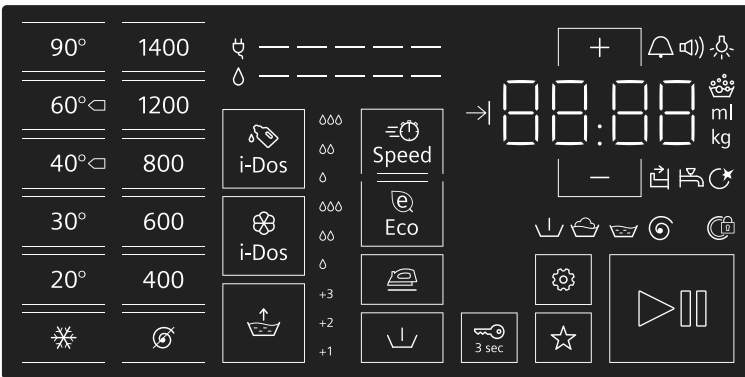 90° 1400
60° 1200
40° 800
30° 600
20° 400
i-Dos
i-Dos
+3
+2
+1
Speed
e
Eco
3 sec
+
88:88
ml
kg
−